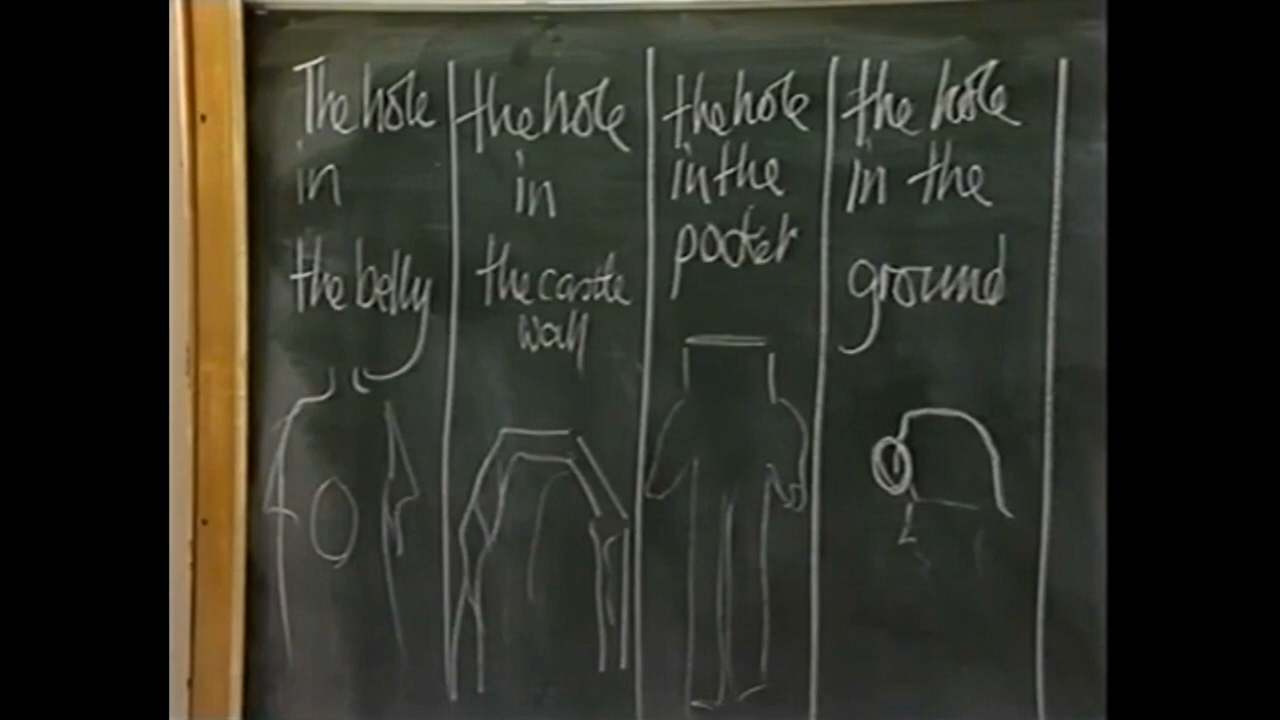 The hole
in
the belly
the hole
in
the castle
wall
the hole
in the
pocket
the hole
in the
ground